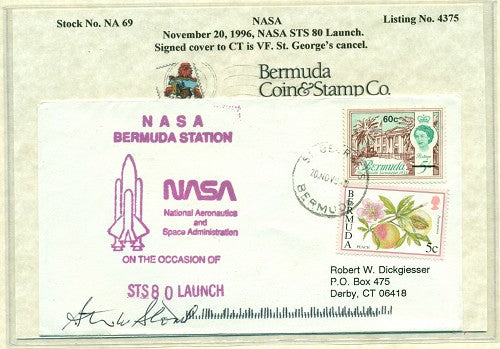 Stock No. NA 69 NASA Listing No. 4375
November 20, 1996, NASA STS 80 Launch.
Signed cover to CT is VF. St. George's cancel.
Bermuda
Coin & Stamp Co.
NASA
BERMUDA STATION
NASA
National Aeronautics
and
Space Administration
ON THE OCCASION OF
STS 80 LAUNCH
60c
Bermuda
BERMUDA
BERMUDA
PEACH
5c
Robert W. Dickgiesser
P.O. Box 475
Derby, CT 06418